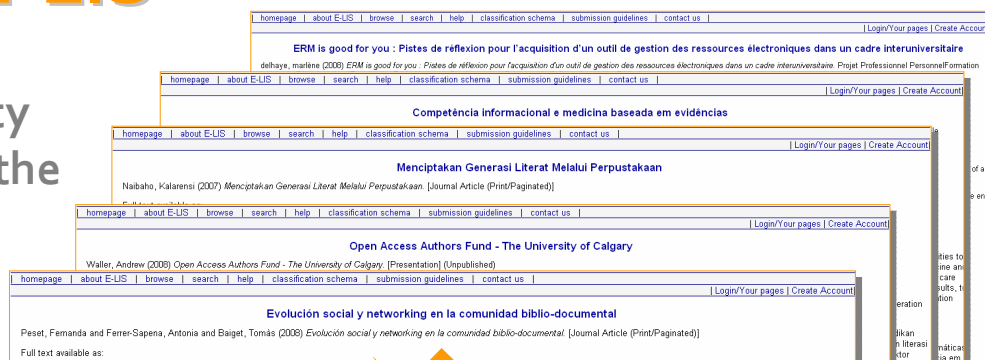 homepage | about E-LIS | browse | search | help | classification schema | submission guidelines | contact us |
| Login/Your pages | Create Accoun
ERM is good for you : Pistes de réflexion pour l'acquisition d'un outil de gestion des ressources électroniques dans un cadre interuniversitaire
delhaye, marlène (2008) ERM is good for you : Pistes de réflexion pour l'acquisition d'un outil de gestion des ressources électroniques dans un cadre interuniversitaire. Projet Professionnel PersonnelFormation
| homepage | about E-LIS | browse | search | help | classification schema | submission guidelines | contact us |
| Login/Your pages | Create Account|
Competência informacional e medicina baseada em evidências
| homepage | about E-LIS | browse | search | help | classification schema | submission guidelines | contact us |
| Login/Your pages | Create Account|
the
Menciptakan Generasi Literat Melalui Perpustakaan
Naibaho, Kalarensi (2007) Menciptakan Generasi Literat Melalui Perpustakaan. [Journal Article (Print/Paginated)]
| homepage | about E-LIS | browse | search | help | classification schema | submission guidelines | contact us |
| Login/Your pages | Create Account|
Open Access Authors Fund - The University of Calgary
Waller, Andrew (2008) Open Access Authors Fund - The University of Calgary. [Presentation] (Unpublished)
| homepage | about E-LIS | browse | search | help | classification schema | submission guidelines | contact us |
| Login/Your pages | Create Account|
Evolución social y networking en la comunidad biblio-documental
Peset, Fernanda and Ferrer-Sapena, Antonia and Baiget, Tomás (2008) Evolución social y networking en la comunidad biblio-documental. [Journal Article (Print/Paginated)]
Full text available as: